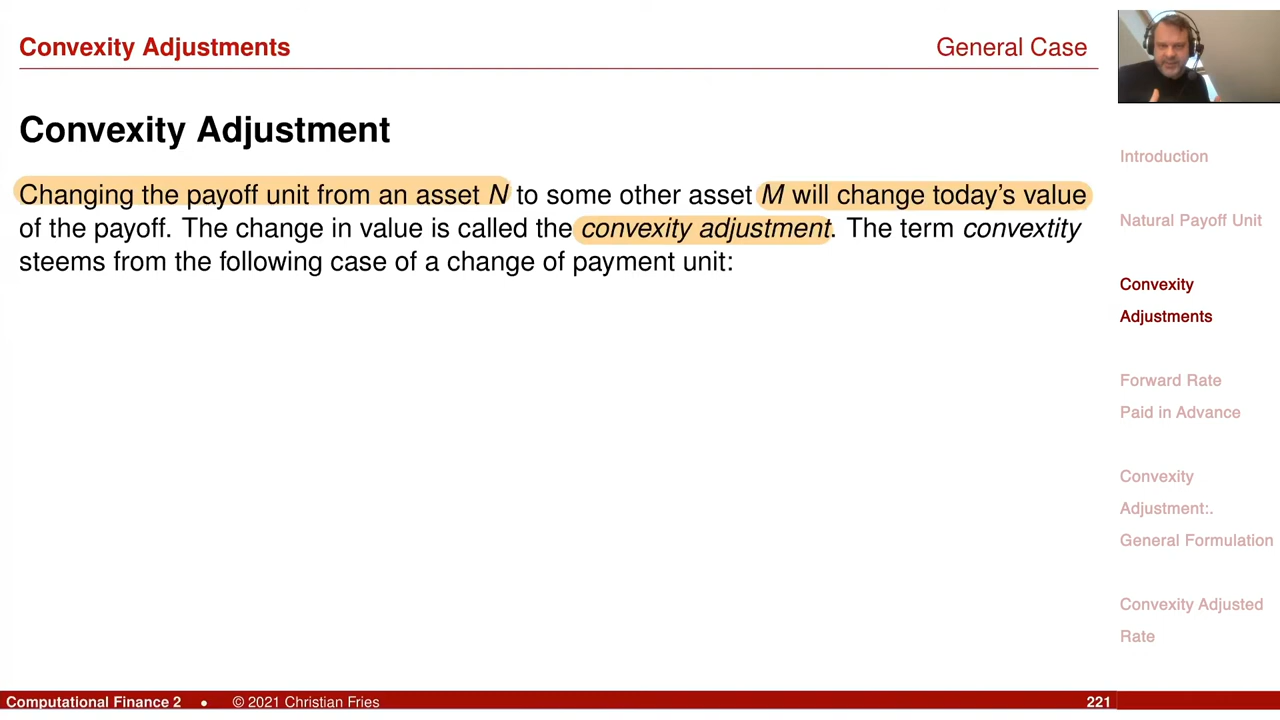 Convexity Adjustments
General Case
Convexity Adjustment
Changing the payoff unit from an asset N to some other asset M will change today's value
of the payoff. The change in value is called the convexity adjustment. The term convextity
steems from the following case of a change of payment unit:
Introduction
Natural Payoff Unit
Convexity
Adjustments
Forward Rate
Paid in Advance
Convexity
Adjustment:.
General Formulation
Convexity Adjusted
Rate
Computational Finance 2 • © 2021 Christian Fries 221